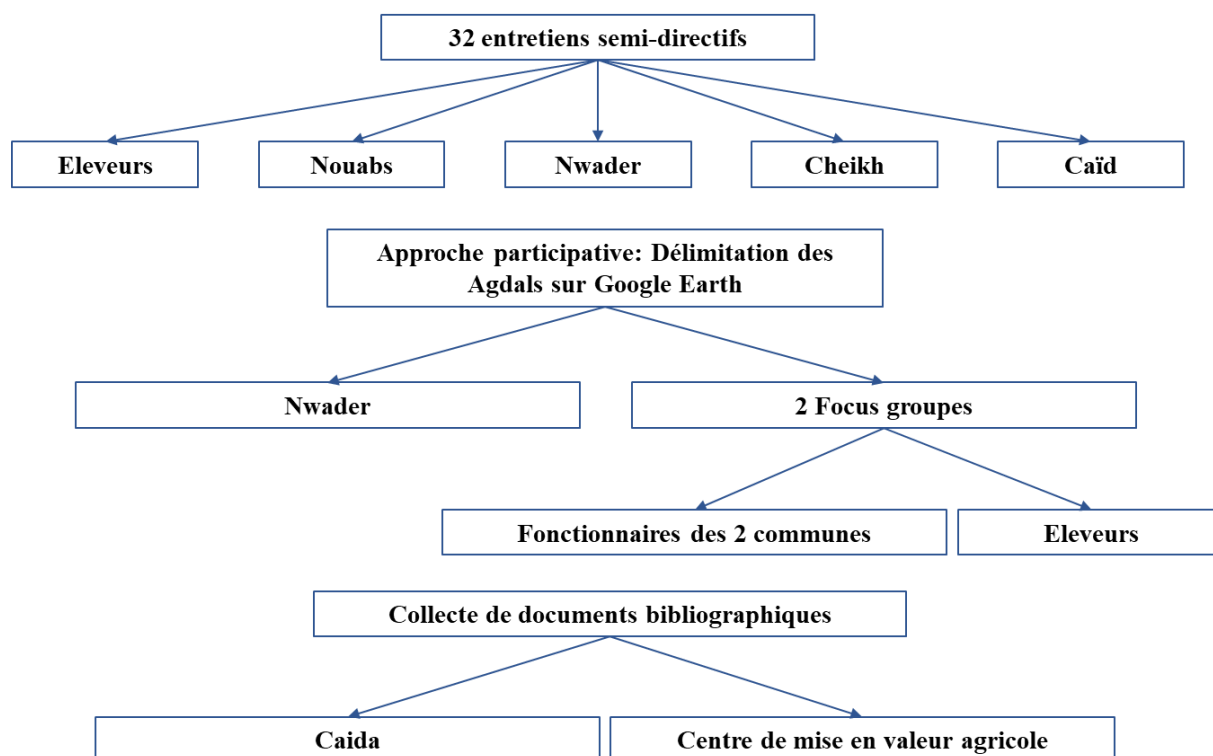 32 entretiens semi-directifs
Eleveurs
Nouabs
Nwader
Cheikh
Caïd
Approche participative: Délimitation des
Agdals sur Google Earth
Nwader
2 Focus groupes
Fonctionnaires des 2 communes
Eleveurs
Collecte de documents bibliographiques
Caida
Centre de mise en valeur agricole